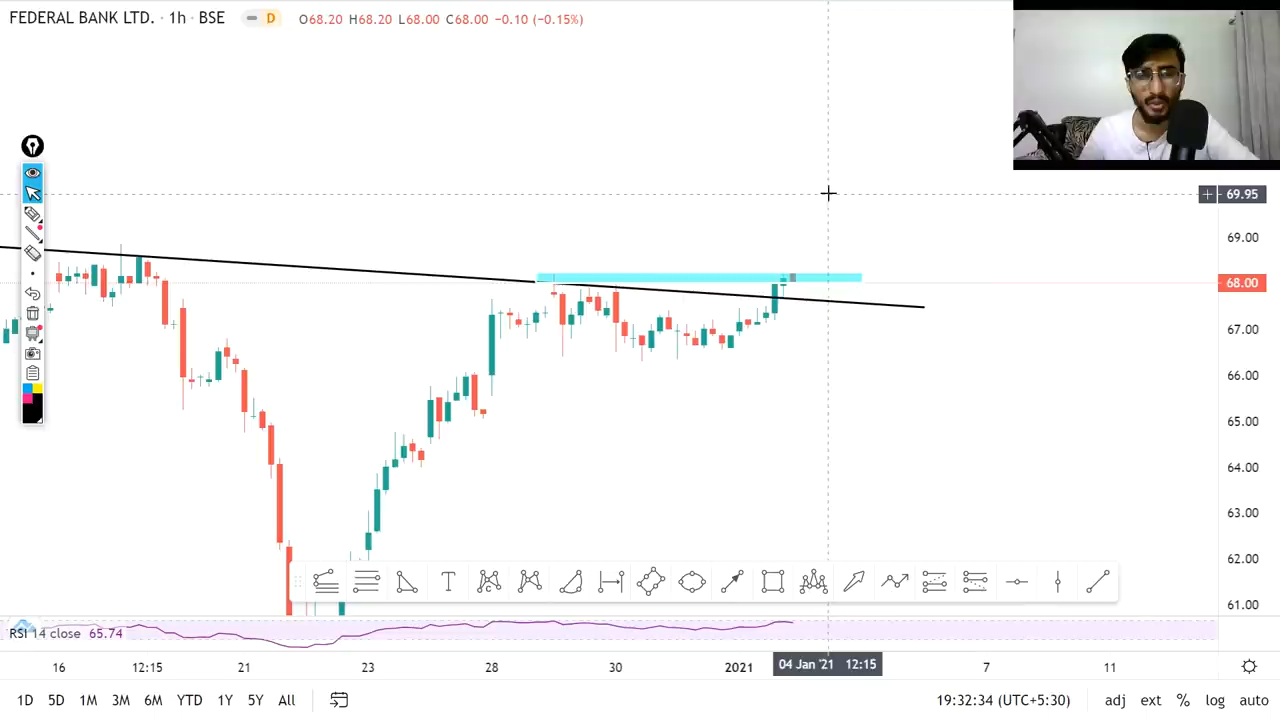 FEDERAL BANK LTD. · 1h · BSE D O68.20 H68.20 L68.00 C68.00 −0.10 (−0.15%)
69.95
69.00
68.00
67.00
66.00
65.00
64.00
63.00
62.00
T
C
61.00
RSI 14 close 65.74
16 12:15 21 23 28 30 2021 04 Jan '21 12:15 7 11
1D 5D 1M 3M 6M YTD 1Y 5Y All 19:32:34 (UTC+5:30) adj ext % log auto